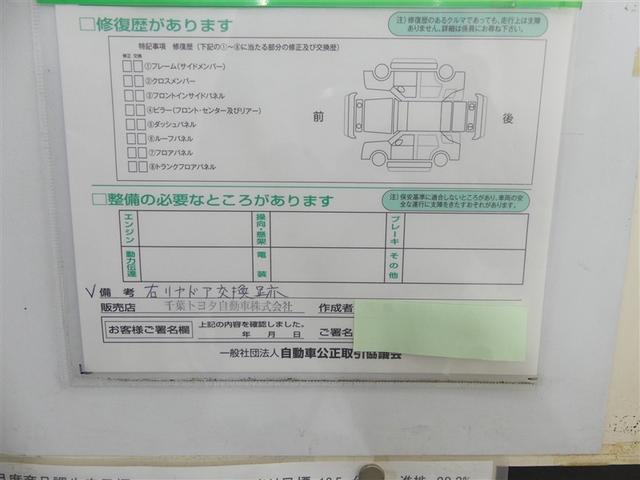 □修復歴があります
注)修復歴のあるクルマであっても、走行上は支障ありません。詳細は係員にお尋ね下さい。
特記事項 修復歴(下記の①~⑧に当たる部分の修正及び交換歴)
修正 交換
□□①フレーム(サイドメンバー)
□□②クロスメンバー
□□③フロントインサイドパネル
□□④ピラー(フロント・センター及びリアー)
□□⑤ダッシュパネル
□□⑥ルーフパネル
□□⑦フロアパネル
□□⑧トランクフロアパネル
前
後
□整備の必要なところがあります
注)保安基準に適合しないところがあり、車両の安全な運行に支障をきたすおそれがあります。
エンジン
操向・懸架
ブレーキ
動力伝達
電装
その他
V備考 右リヤドア交換跡
販売店 千葉トヨタ自動車株式会社 作成者
お客様ご署名欄 上記の内容を確認しました。
年 月 日 ご署名
一般社団法人 自動車公正取引協議会